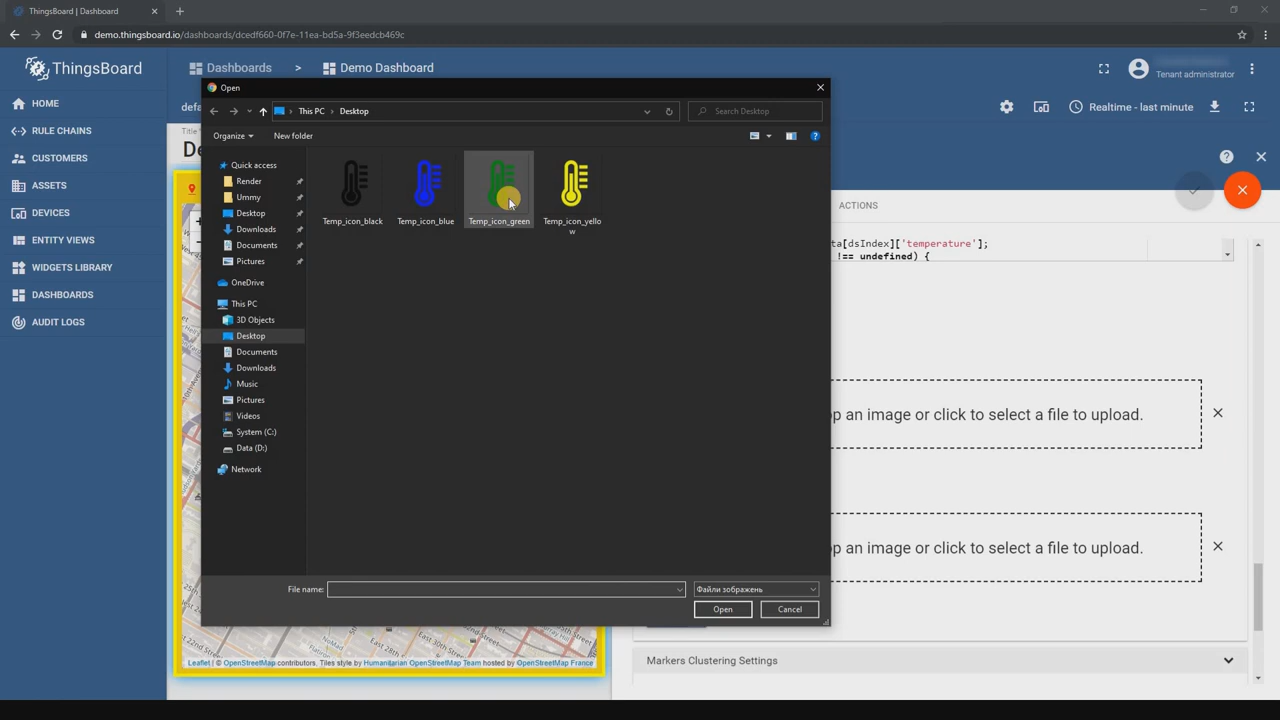 ThingsBoard | Dashboard
demo.thingsboard.io/dashboards/dcedf660-0f7e-11ea-bd5a-9f3eedcb469c
ThingsBoard
Dashboards > Demo Dashboard
Tenant administrator
HOME
RULE CHAINS
CUSTOMERS
ASSETS
DEVICES
ENTITY VIEWS
WIDGETS LIBRARY
DASHBOARDS
AUDIT LOGS
Realtime - last minute
Open
This PC > Desktop
Search Desktop
Organize
New folder
Quick access
Render
Ummy
Desktop
Downloads
Documents
Pictures
OneDrive
This PC
3D Objects
Desktop
Documents
Downloads
Music
Pictures
Videos
System (C:)
Data (D:)
Network
Temp_icon_black
Temp_icon_blue
Temp_icon_green
Temp_icon_yello
w
File name:
Файли зображень
Open
Cancel
ACTIONS
ta[dsIndex]['temperature'];
!== undefined) {
op an image or click to select a file to upload.
op an image or click to select a file to upload.
Markers Clustering Settings
Leaflet | © OpenStreetMap contributors, Tiles style by Humanitarian OpenStreetMap Team hosted by OpenStreetMap France